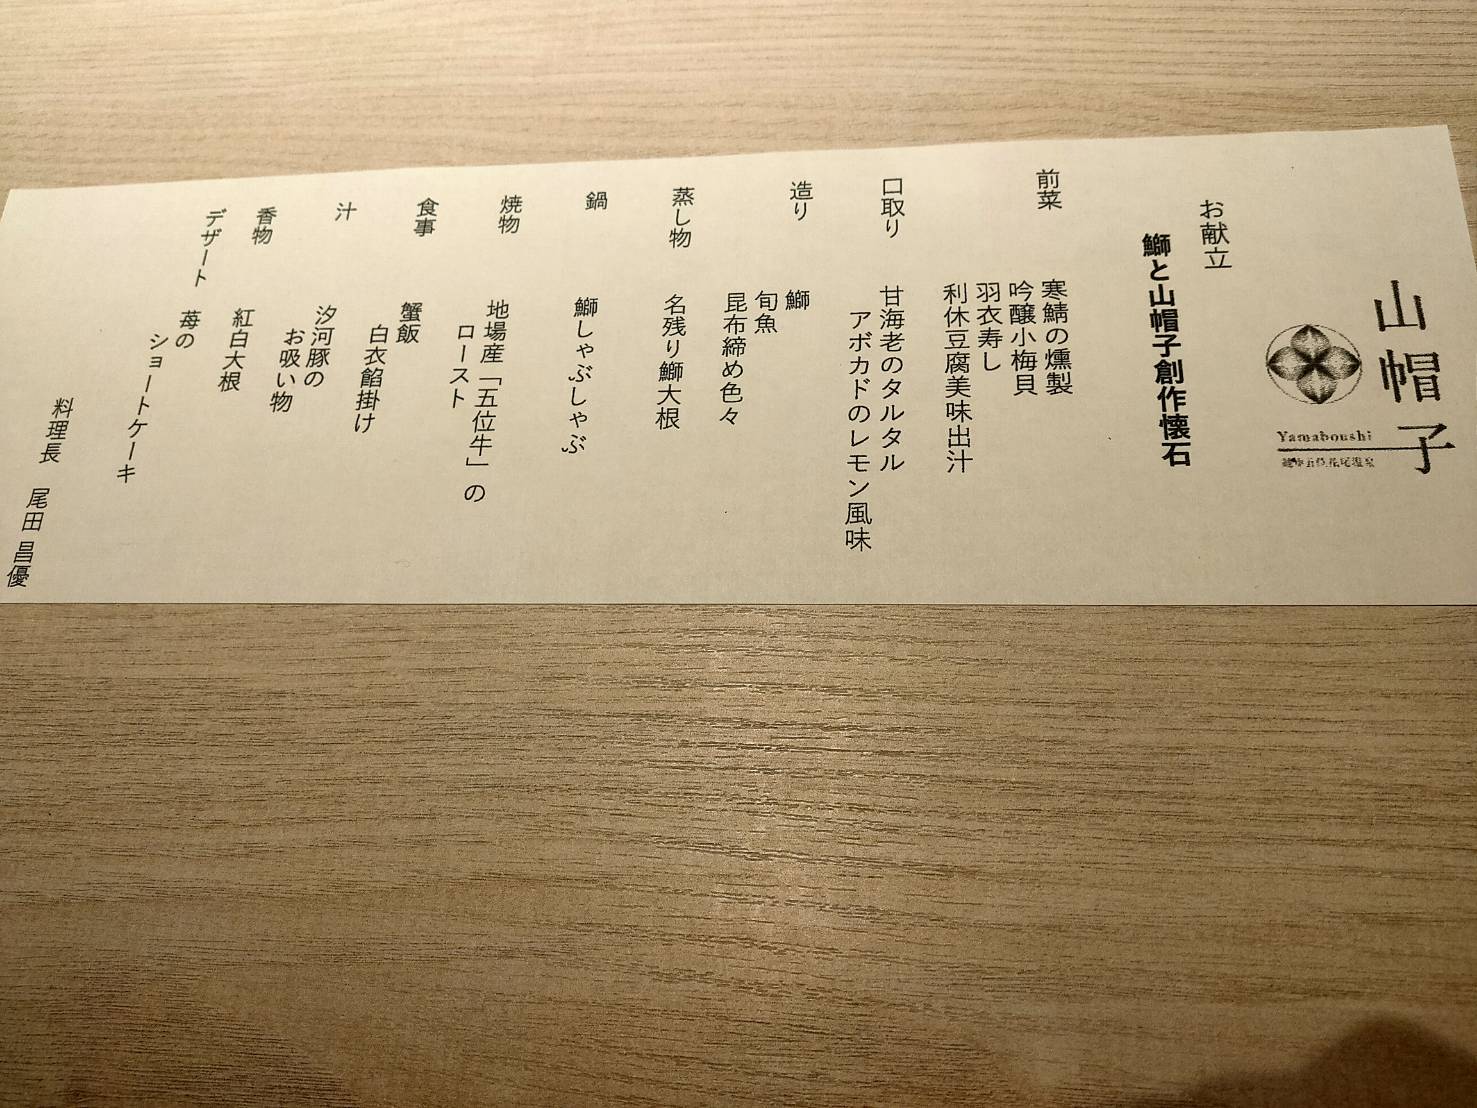 山帽子
Yamaboushi
お献立
鰤と山帽子創作懐石
前菜
寒鯖の燻製
吟醸小梅貝
羽衣寿し
利休豆腐美味出汁
口取り
甘海老のタルタル
アボカドのレモン風味
造り
鰤
旬魚
昆布締め色々
蒸し物
名残り鰤大根
鍋
鰤しゃぶしゃぶ
焼物
地場産「五位牛」の
ロースト
食事
蟹飯
白衣餡掛け
汁
汐河豚の
お吸い物
香物
紅白大根
デザート
苺の
ショートケーキ
料理長 尾田 昌優